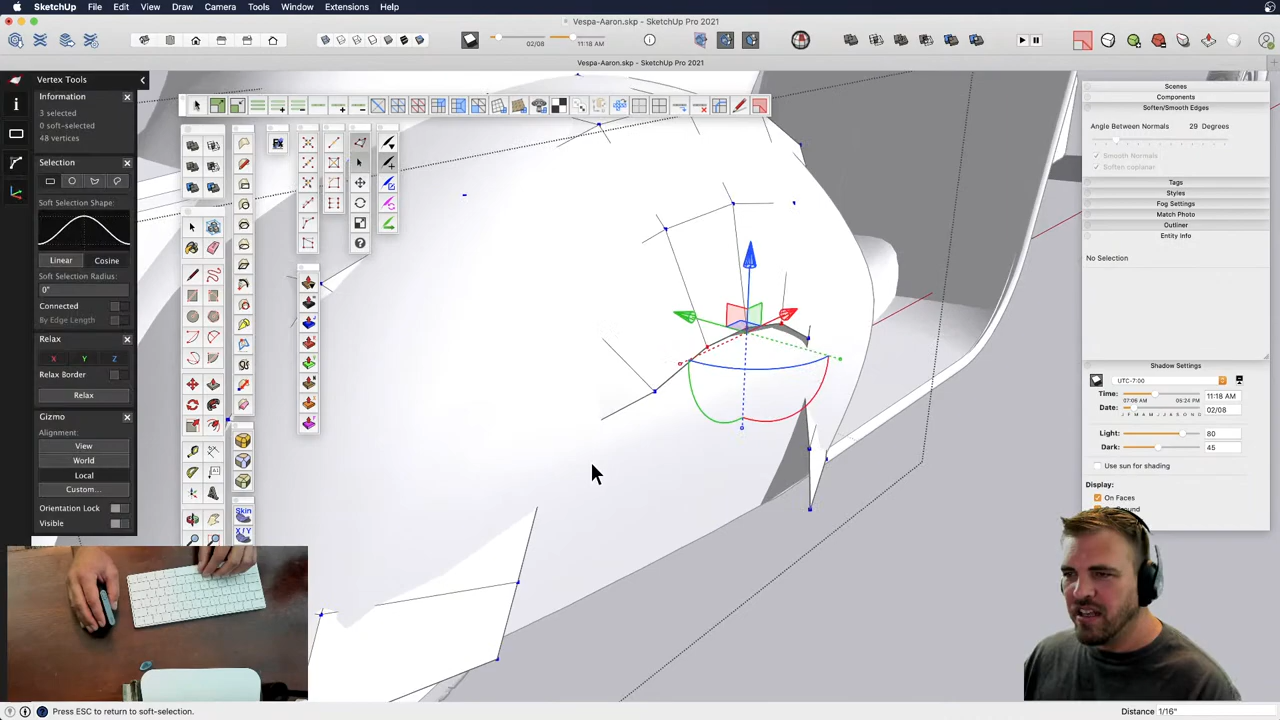 SketchUp File Edit View Draw Camera Tools Window Extensions Help
Vespa-Aaron.skp - SketchUp Pro 2021
02/08 11:18 AM
Vespa-Aaron.skp - SketchUp Pro 2021
Vertex Tools
Information
3 selected
0 soft-selected
48 vertices
Selection
Soft Selection Shape:
Linear Cosine
Soft Selection Radius:
0"
Connected
By Edge Length
Relax
X Y Z
Relax Border
Relax
Gizmo
Alignment:
View
World
Local
Custom...
Orientation Lock
Visible
Skin
X/Y
Scenes
Components
Soften/Smooth Edges
Angle Between Normals 29 Degrees
Smooth Normals
Soften coplanar
Tags
Styles
Fog Settings
Match Photo
Outliner
Entity Info
No Selection
Shadow Settings
UTC-7:00
Time: 11:18 AM
07:06 AM 05:24 PM
Date: 02/08
J F M A M J J A S O N D
Light: 80
Dark: 45
Use sun for shading
Display:
On Faces
Press ESC to return to soft-selection.
Distance 1/16"